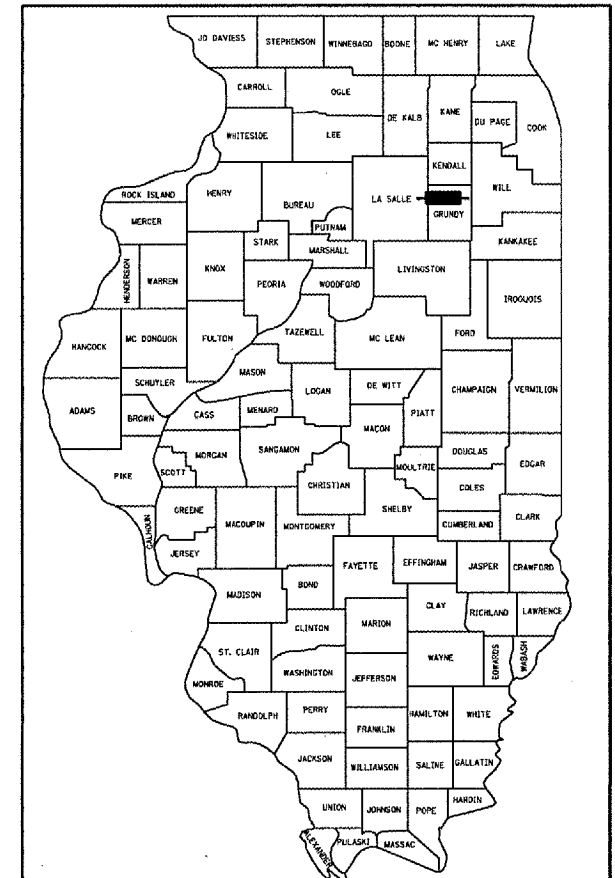 JO DAVIESS
STEPHENSON
WINNEBAGO
BOONE
MC HENRY
LAKE
CARROLL
OGLE
DE KALB
KANE
DU PAGE
COOK
WHITESIDE
LEE
KENDALL
WILL
ROCK ISLAND
HENRY
BUREAU
LA SALLE
GRUNDY
MERCER
PUTNAM
KANKAKEE
STARK
MARSHALL
HENDERSON
WARREN
KNOX
PEORIA
WOODFORD
LIVINGSTON
IROQUOIS
HANCOCK
MC DONOUGH
FULTON
TAZEWELL
MC LEAN
FORD
SCHUYLER
MASON
LOGAN
DE WITT
CHAMPAIGN
VERMILION
ADAMS
BROWN
CASS
MENARD
MACON
PIATT
PIKE
SCOTT
MORGAN
SANGAMON
MOULTRIE
DOUGLAS
EDGAR
CHRISTIAN
COLES
CALHOUN
GREENE
MACOUPIN
MONTGOMERY
SHELBY
CUMBERLAND
CLARK
JERSEY
FAYETTE
EFFINGHAM
JASPER
CRAWFORD
MADISON
BOND
CLAY
RICHLAND
LAWRENCE
CLINTON
MARION
ST. CLAIR
WAYNE
EDWARDS
WABASH
WASHINGTON
JEFFERSON
MONROE
RANDOLPH
PERRY
HAMILTON
WHITE
FRANKLIN
JACKSON
WILLIAMSON
SALINE
GALLATIN
UNION
JOHNSON
POPE
HARDIN
ALEXANDER
PULASKI
MASSAC